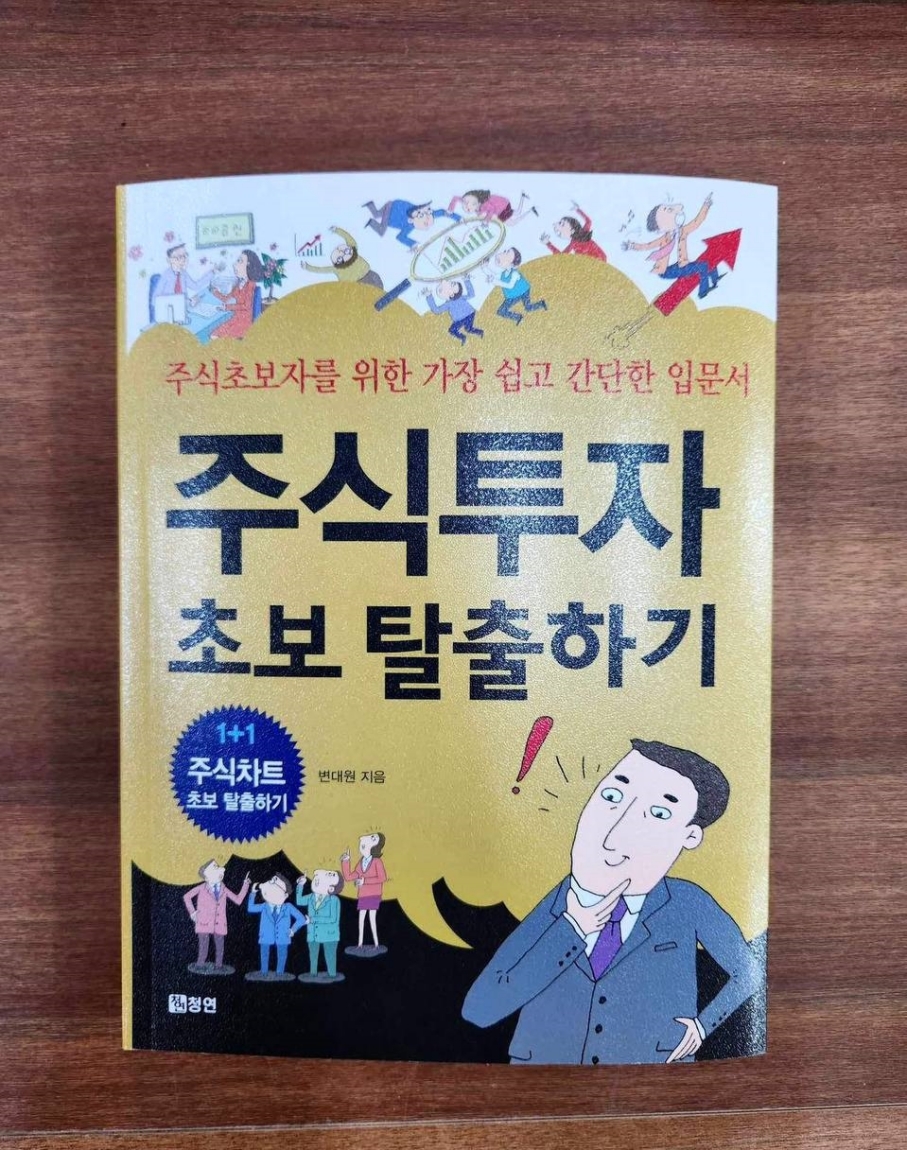 주식초보자를 위한 가장 쉽고 간단한 입문서
주식투자
초보 탈출하기
1+1
주식차트
초보 탈출하기
변대원 지음
청연